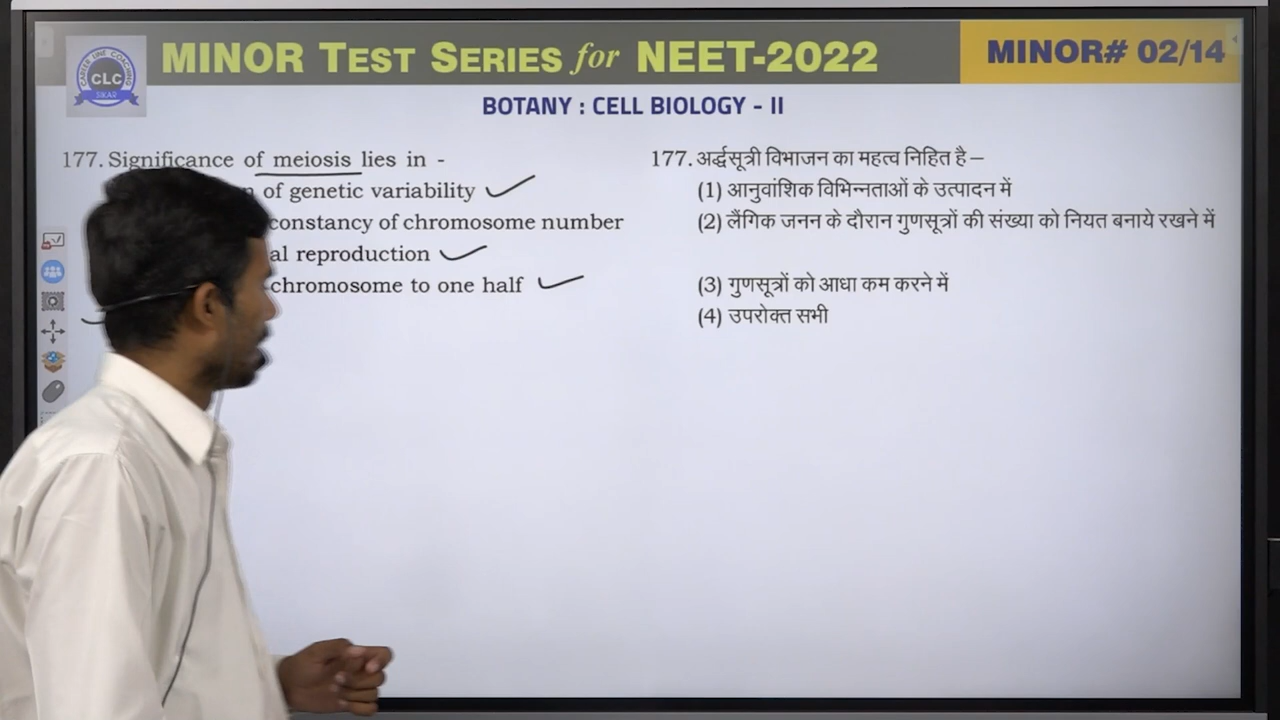 MINOR TEST SERIES for NEET-2022
MINOR# 02/14
CAREER LINE COACHING
CLC
SIKAR
BOTANY : CELL BIOLOGY - II
177. Significance of meiosis lies in -
of genetic variability
constancy of chromosome number
al reproduction
chromosome to one half
177. अर्द्धसूत्री विभाजन का महत्व निहित है –
(1) आनुवांशिक विभिन्नताओं के उत्पादन में
(2) लैंगिक जनन के दौरान गुणसूत्रों की संख्या को नियत बनाये रखने में
(3) गुणसूत्रों को आधा कम करने में
(4) उपरोक्त सभी